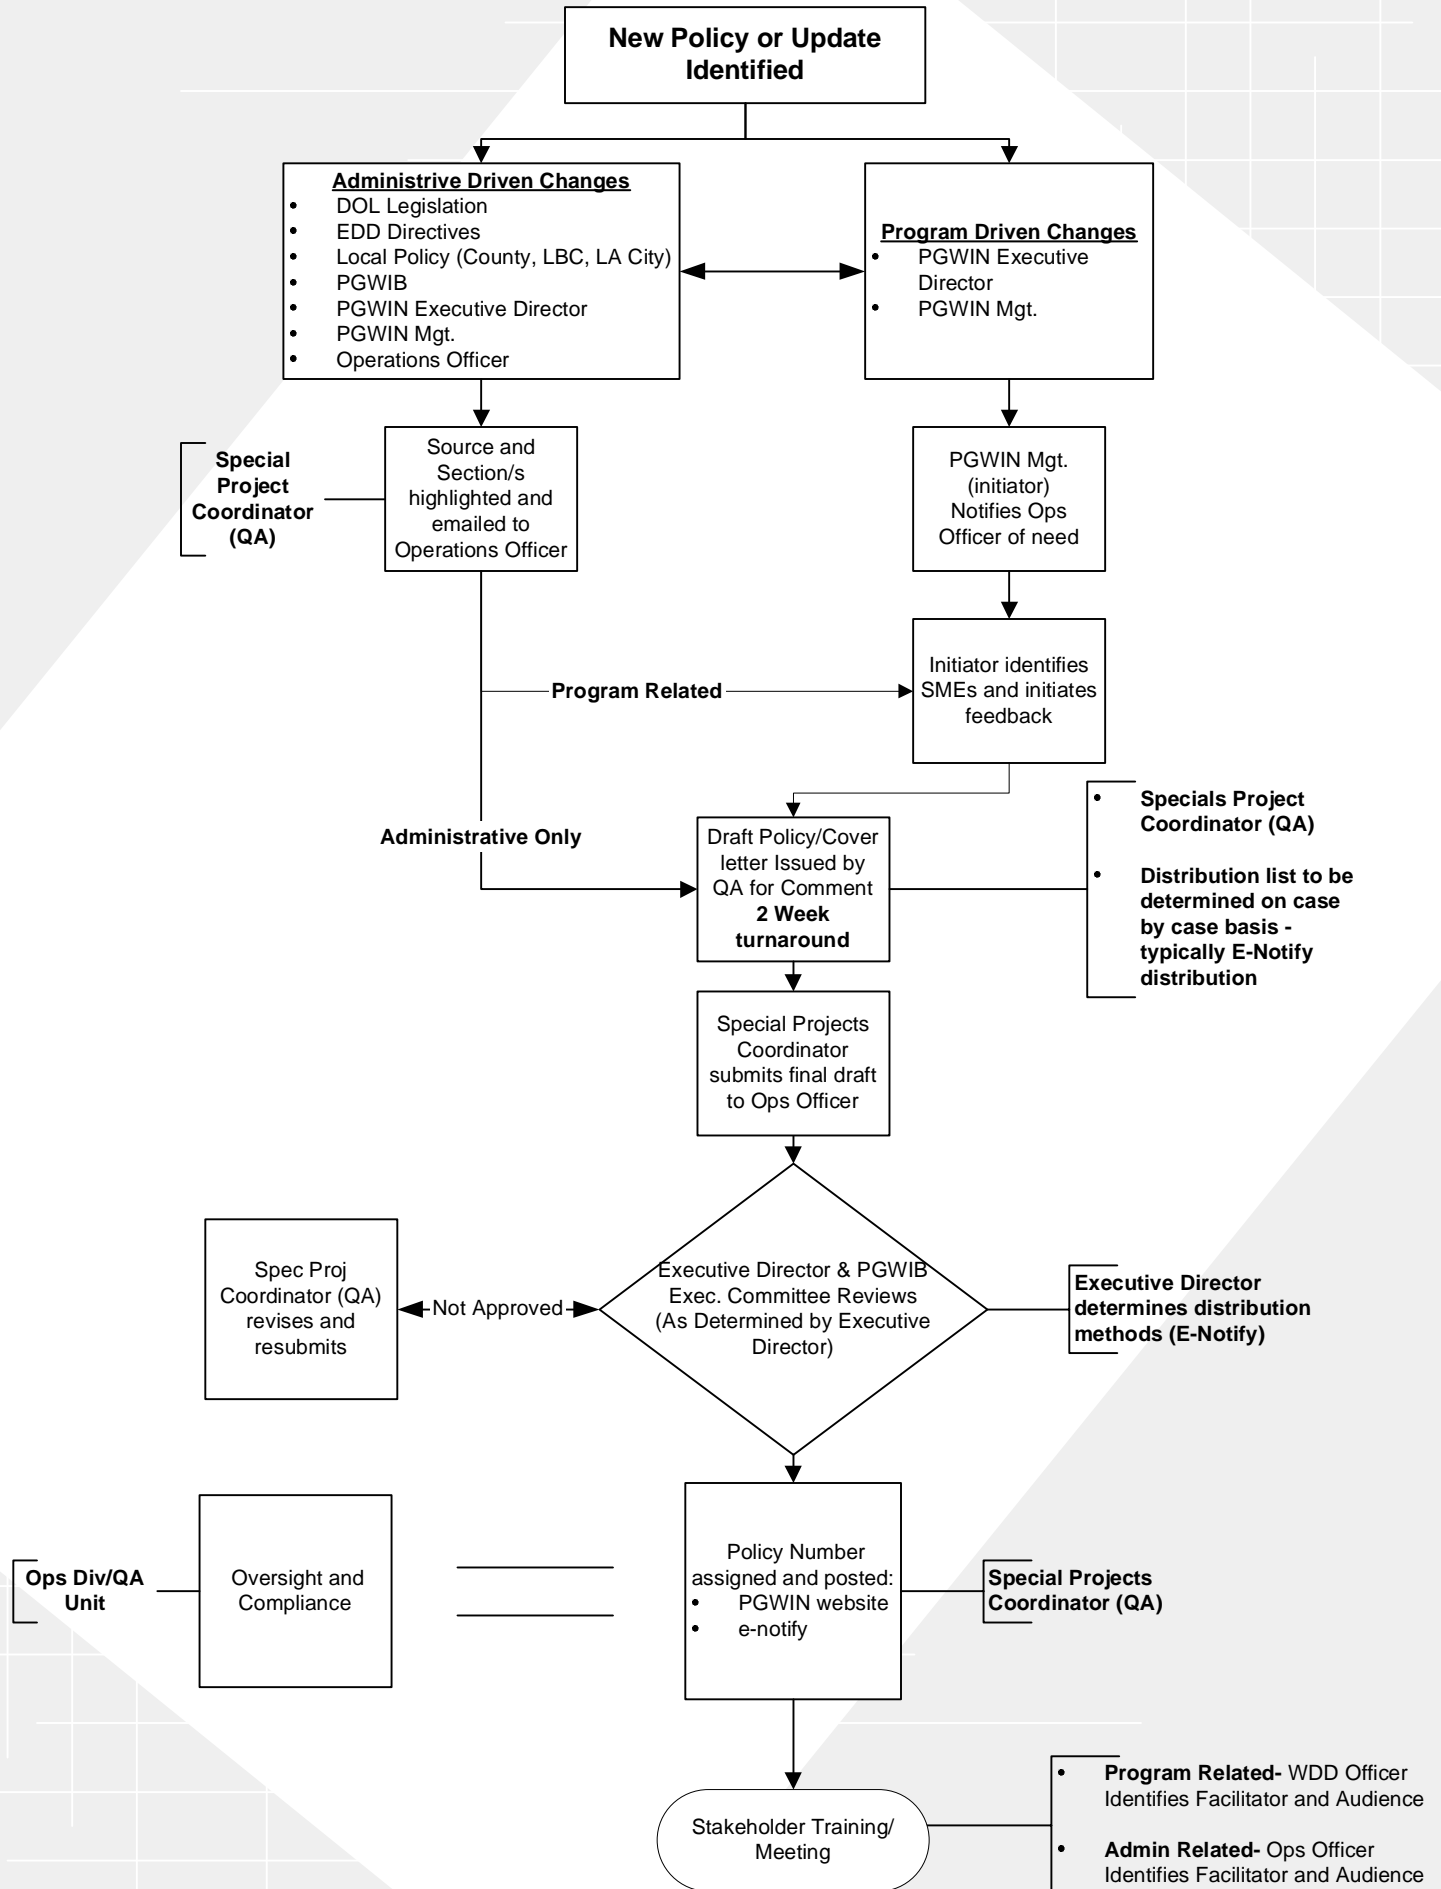 New Policy or Update
Identified
Administrive Driven Changes
• DOL Legislation
• EDD Directives
• Local Policy (County, LBC, LA City)
• PGWIB
• PGWIN Executive Director
• PGWIN Mgt.
• Operations Officer
Program Driven Changes
• PGWIN Executive
Director
• PGWIN Mgt.
Special
Project
Coordinator
(QA)
Source and
Section/s
highlighted and
emailed to
Operations Officer
PGWIN Mgt.
(initiator)
Notifies Ops
Officer of need
Program Related
Initiator identifies
SMEs and initiates
feedback
Administrative Only
Draft Policy/Cover
letter Issued by
QA for Comment
2 Week
turnaround
• Specials Project
Coordinator (QA)
• Distribution list to be
determined on case
by case basis -
typically E-Notify
distribution
Special Projects
Coordinator
submits final draft
to Ops Officer
Spec Proj
Coordinator (QA)
revises and
resubmits
Not Approved
Executive Director & PGWIB
Exec. Committee Reviews
(As Determined by Executive
Director)
Executive Director
determines distribution
methods (E-Notify)
Ops Div/QA
Unit
Oversight and
Compliance
Policy Number
assigned and posted:
• PGWIN website
• e-notify
Special Projects
Coordinator (QA)
Stakeholder Training/
Meeting
• Program Related- WDD Officer
Identifies Facilitator and Audience
• Admin Related- Ops Officer
Identifies Facilitator and Audience